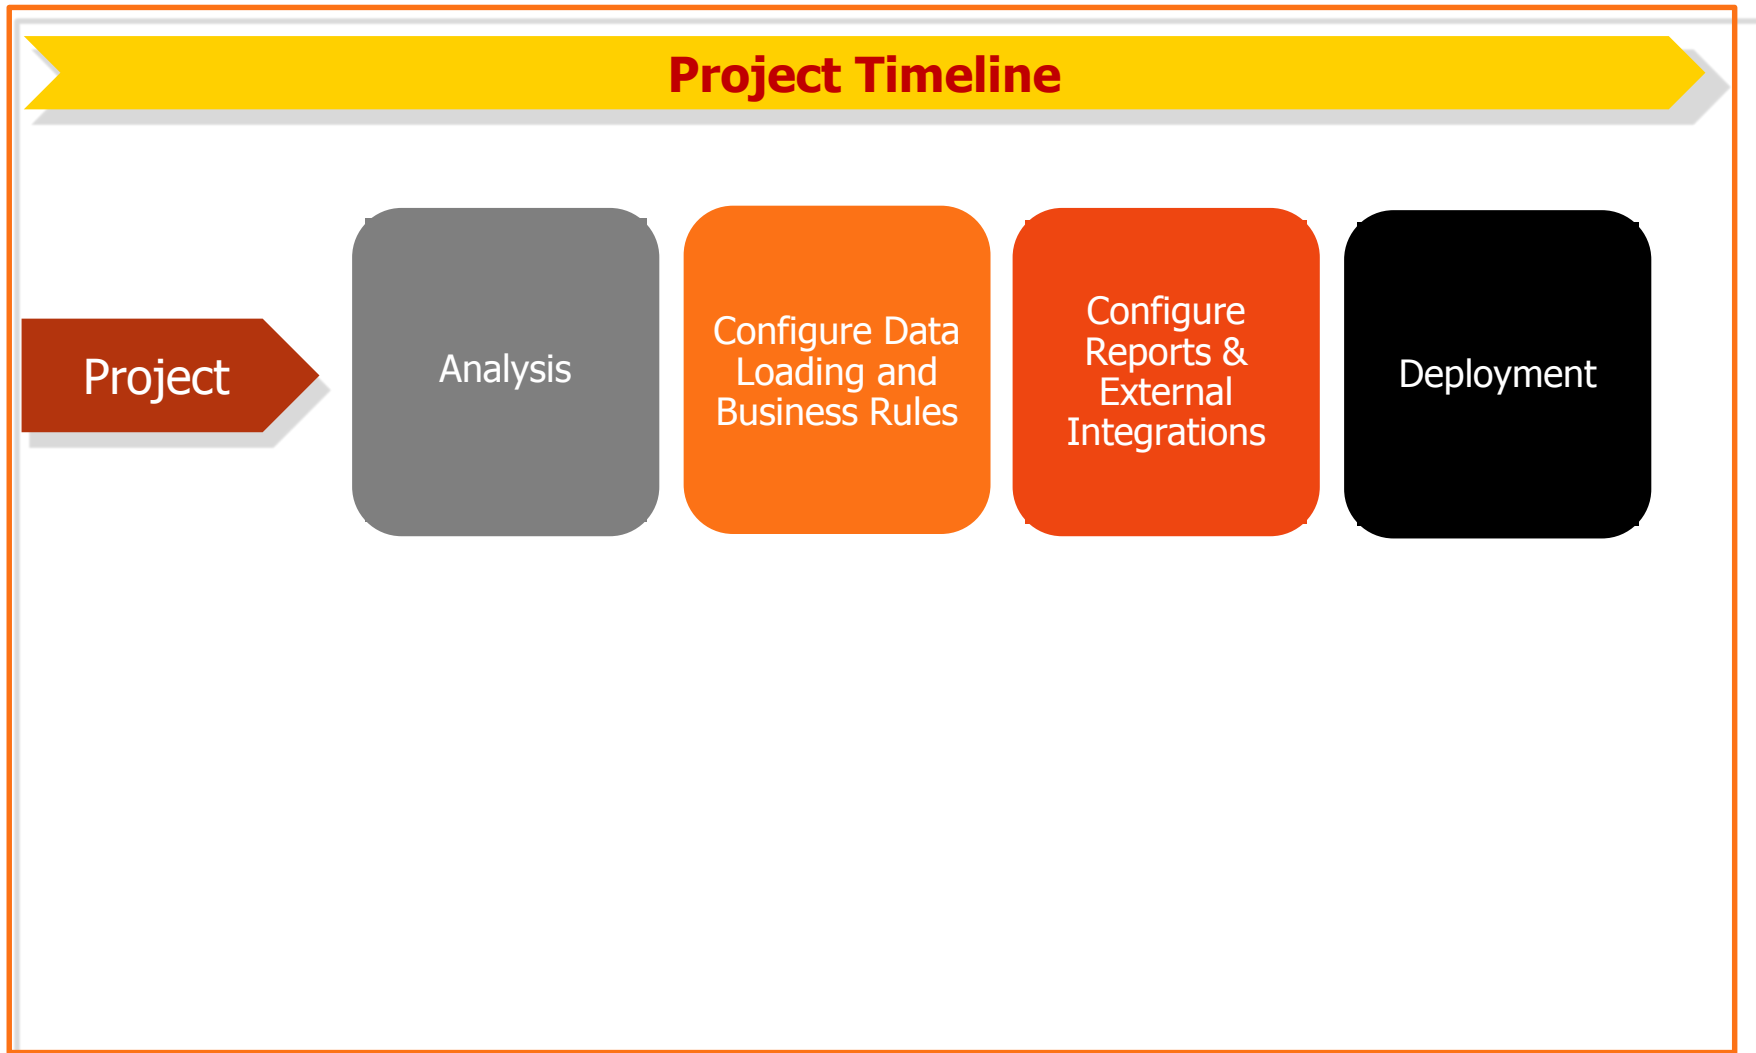 Project Timeline
Project
Analysis
Configure Data
Loading and
Business Rules
Configure
Reports &
External
Integrations
Deployment